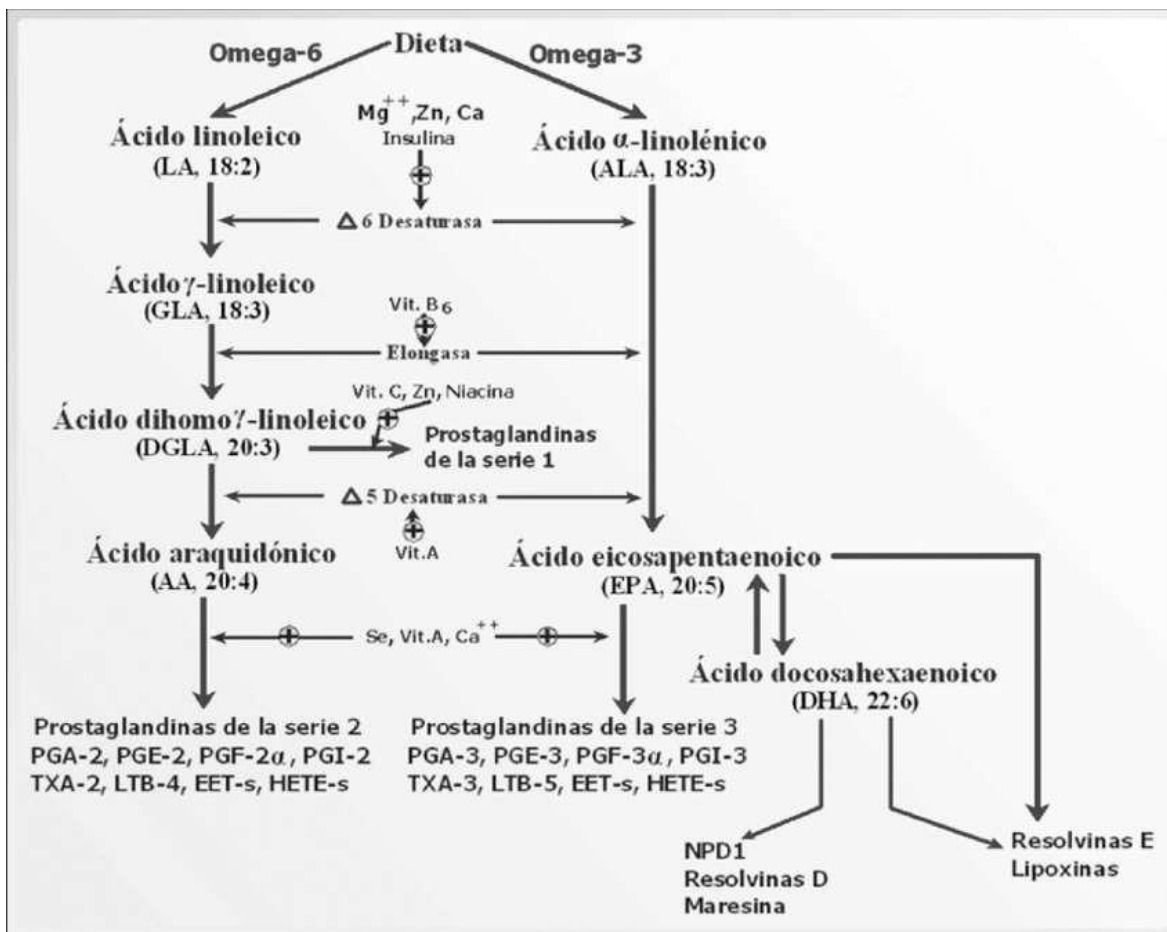 Dieta
Omega-6
Omega-3
Mg++,Zn, Ca
Insulina
Ácido linoleico
(LA, 18:2)
Ácido α-linolénico
(ALA, 18:3)
Δ 6 Desaturasa
Ácido γ-linoleico
(GLA, 18:3)
Vit. B6
Elongasa
Vit. C, Zn, Niacina
Ácido dihomo γ-linoleico
(DGLA, 20:3)
Prostaglandinas
de la serie 1
Δ 5 Desaturasa
Vit.A
Ácido araquidónico
(AA, 20:4)
Ácido eicosapentaenoico
(EPA, 20:5)
Se, Vit.A, Ca++
Ácido docosahexaenoico
(DHA, 22:6)
Prostaglandinas de la serie 2
PGA-2, PGE-2, PGF-2α, PGI-2
TXA-2, LTB-4, EET-s, HETE-s
Prostaglandinas de la serie 3
PGA-3, PGE-3, PGF-3α, PGI-3
TXA-3, LTB-5, EET-s, HETE-s
NPD1
Resolvinas D
Maresina
Resolvinas E
Lipoxinas